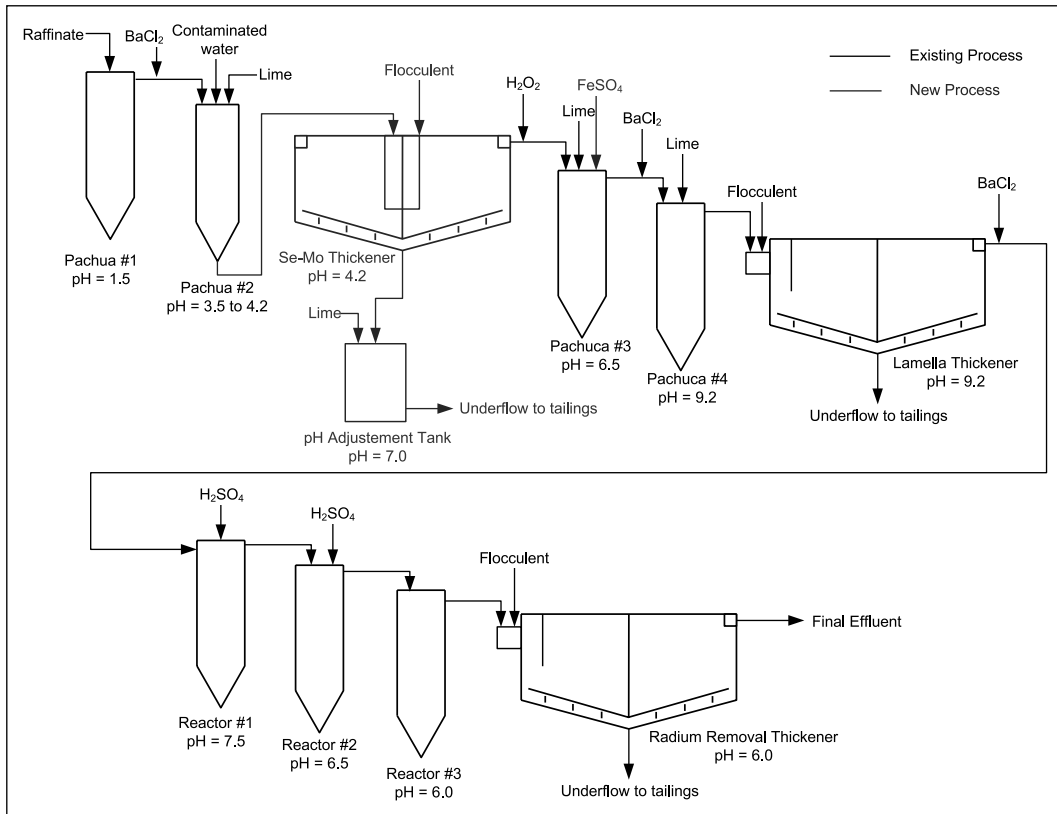 Raffinate
BaCl₂
Contaminated
water
Lime
Flocculent
H₂O₂
FeSO₄
Lime
BaCl₂
Lime
Flocculent
BaCl₂
Existing Process
New Process
Pachua #1
pH = 1.5
Pachua #2
pH = 3.5 to 4.2
Se-Mo Thickener
pH = 4.2
Lime
pH Adjustement Tank
pH = 7.0
Underflow to tailings
Pachuca #3
pH = 6.5
Pachuca #4
pH = 9.2
Lamella Thickener
pH = 9.2
Underflow to tailings
H₂SO₄
H₂SO₄
Flocculent
Final Effluent
Reactor #1
pH = 7.5
Reactor #2
pH = 6.5
Reactor #3
pH = 6.0
Radium Removal Thickener
pH = 6.0
Underflow to tailings